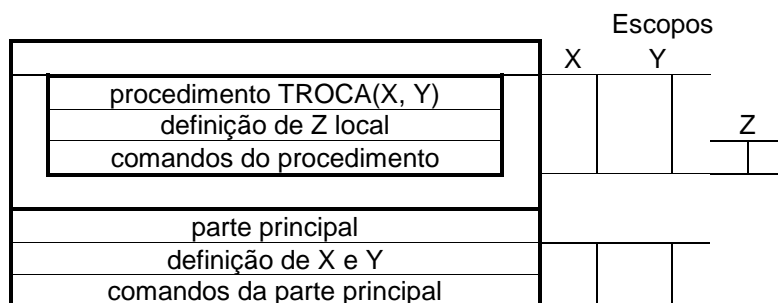 Escopos
X Y
procedimento TROCA(X, Y)
definição de Z local Z
comandos do procedimento
parte principal
definição de X e Y
comandos da parte principal